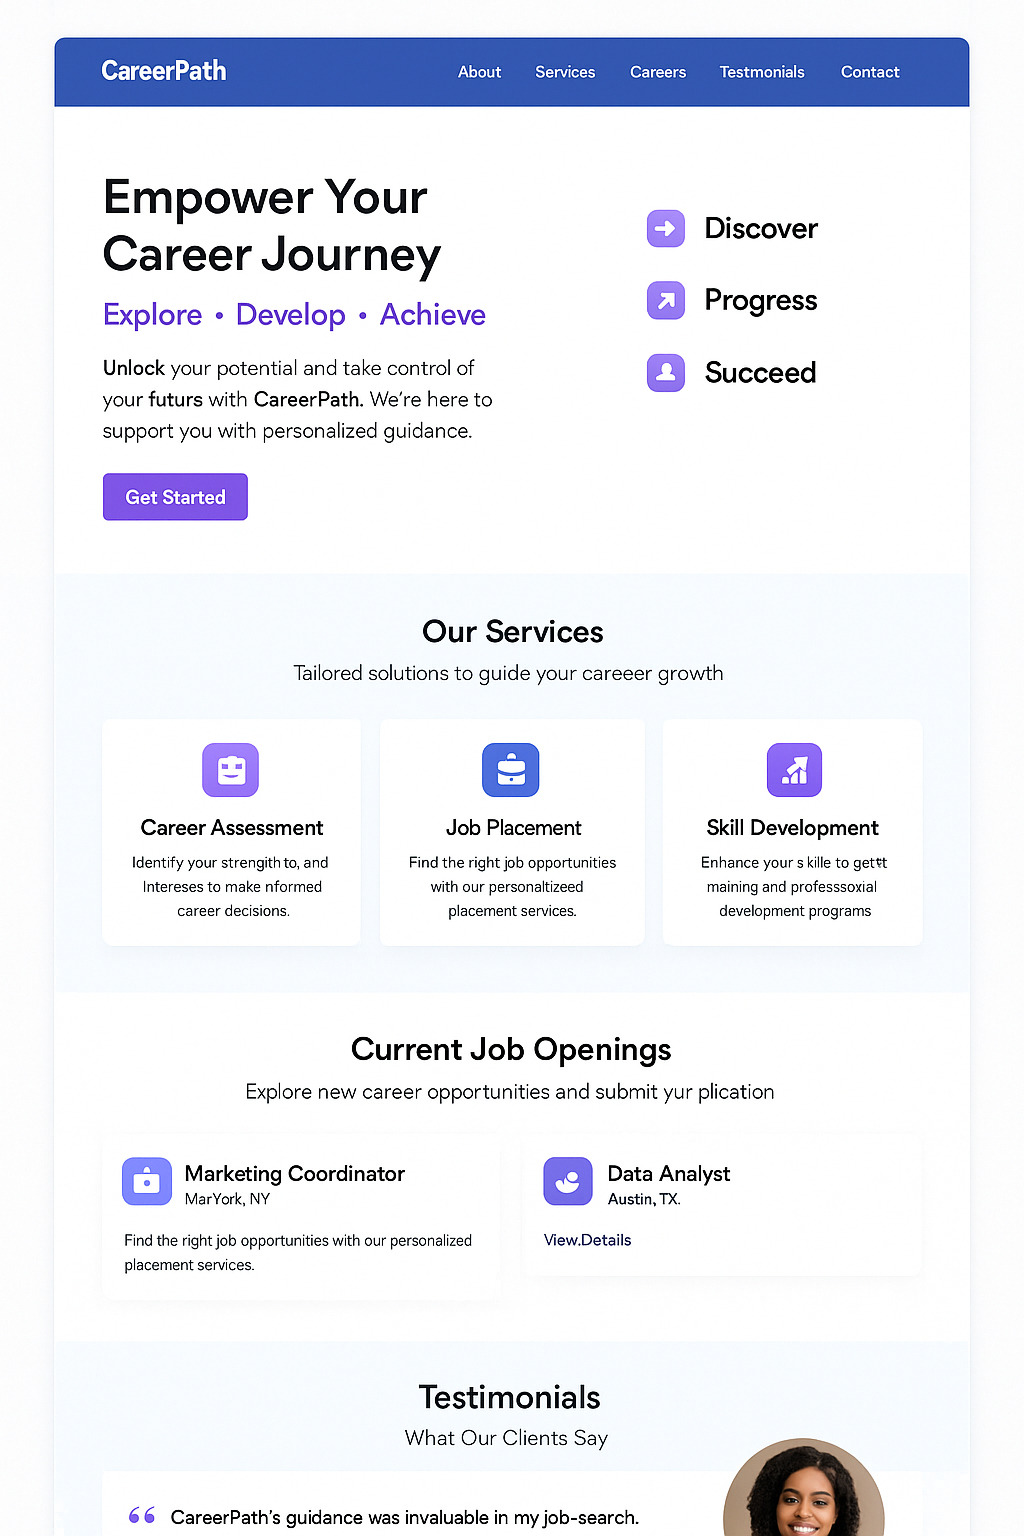 CareerPath
About Services Careers Testmonials Contact
Empower Your
Career Journey
Explore • Develop • Achieve
Unlock your potential and take control of
your futurs with CareerPath. We're here to
support you with personalized guidance.
Get Started
Discover
Progress
Succeed
Our Services
Tailored solutions to guide your careeer growth
Career Assessment
Identify your strengith to, and
Intereses to make nformed
career decisions.
Job Placement
Find the right job opportunities
with our personaltizeed
placement services.
Skill Development
Enhance your s kille to gettt
maining and professsoxial
development programs
Current Job Openings
Explore new career opportunities and submit yur plication
Marketing Coordinator
MarYork, NY
Find the right job opportunities with our personalized
placement services.
Data Analyst
Austin, TX.
View.Details
Testimonials
What Our Clients Say
“ CareerPath's guidance was invaluable in my job-search.